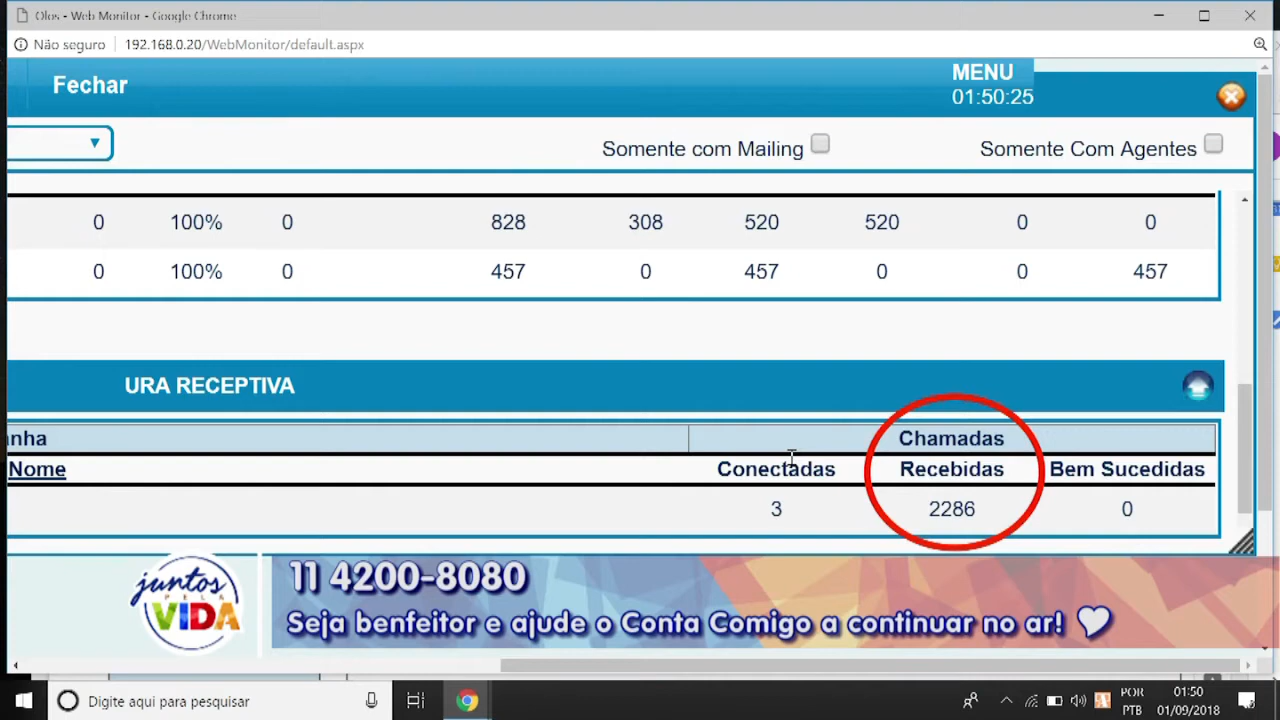 Olos - Web Monitor - Google Chrome
Não seguro 192.168.0.20/WebMonitor/default.aspx
Fechar
MENU
01:50:25
Somente com Mailing
Somente Com Agentes
0 100% 0 828 308 520 520 0 0
0 100% 0 457 0 457 0 0 457
URA RECEPTIVA
anha Chamadas
Nome Conectadas Recebidas Bem Sucedidas
3 2286 0
juntos
PELA
VIDA
11 4200-8080
Seja benfeitor e ajude o Conta Comigo a continuar no ar!
Digite aqui para pesquisar
POR
PTB
01:50
01/09/2018